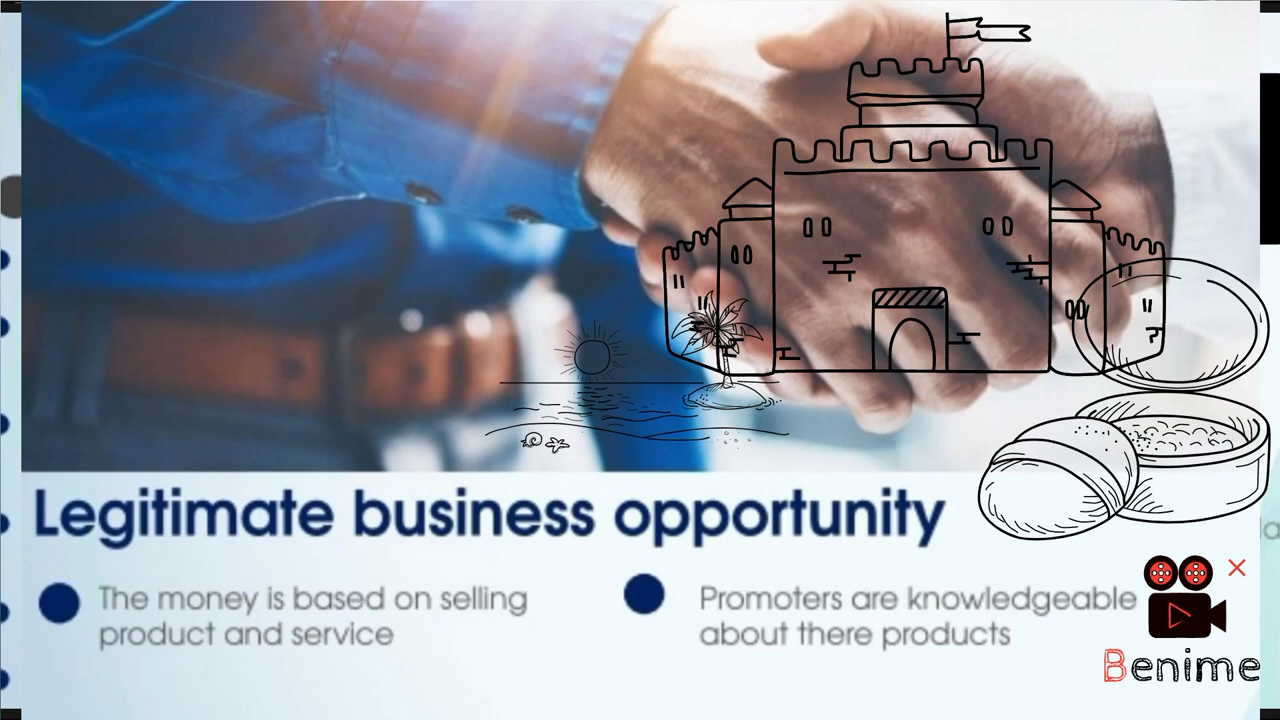 Legitimate business opportunity
The money is based on selling
product and service
Promoters are knowledgeable
about there products
Benime